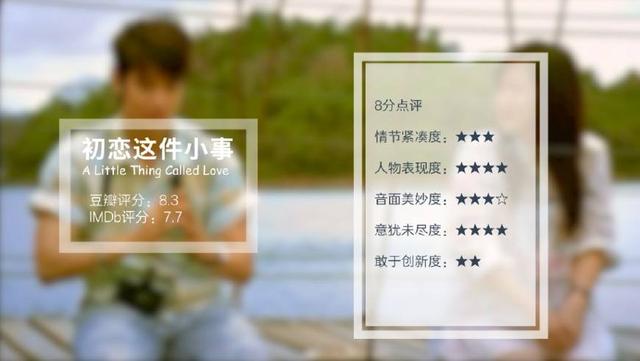 初恋这件小事
A Little Thing Called Love
豆瓣评分：8.3
IMDb评分：7.7
8分点评
情节紧凑度：★★★
人物表现度：★★★★
音画美妙度：★★★☆
意犹未尽度：★★★★
敢于创新度：★★